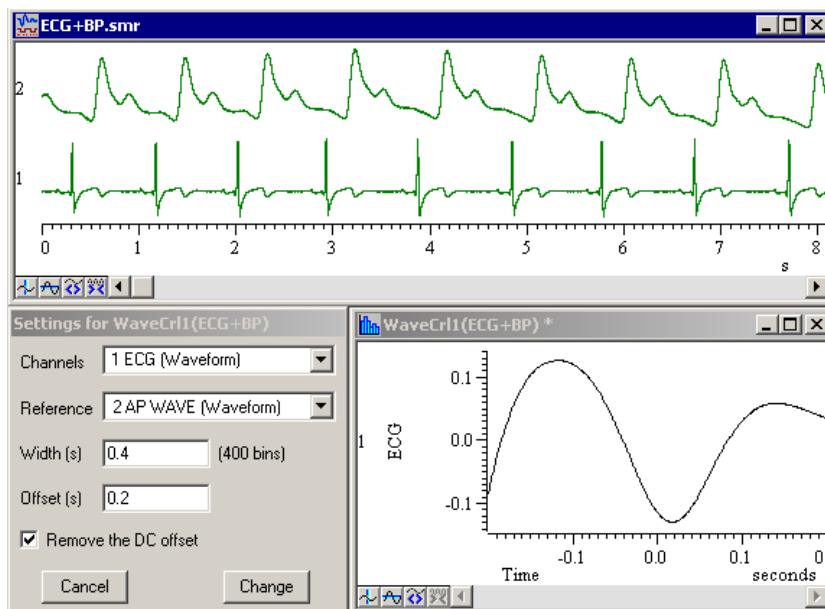 ECG+BP.smr
2
1
0 1 2 3 4 5 6 7 8
s
Settings for WaveCrl1(ECG+BP)
Channels 1 ECG (Waveform)
Reference 2 AP WAVE (Waveform)
Width (s) 0.4 (400 bins)
Offset (s) 0.2
Remove the DC offset
Cancel Change
WaveCrl1(ECG+BP) *
0.1
1 ECG 0.0
-0.1
-0.1 0.0 0.1 0
Time seconds